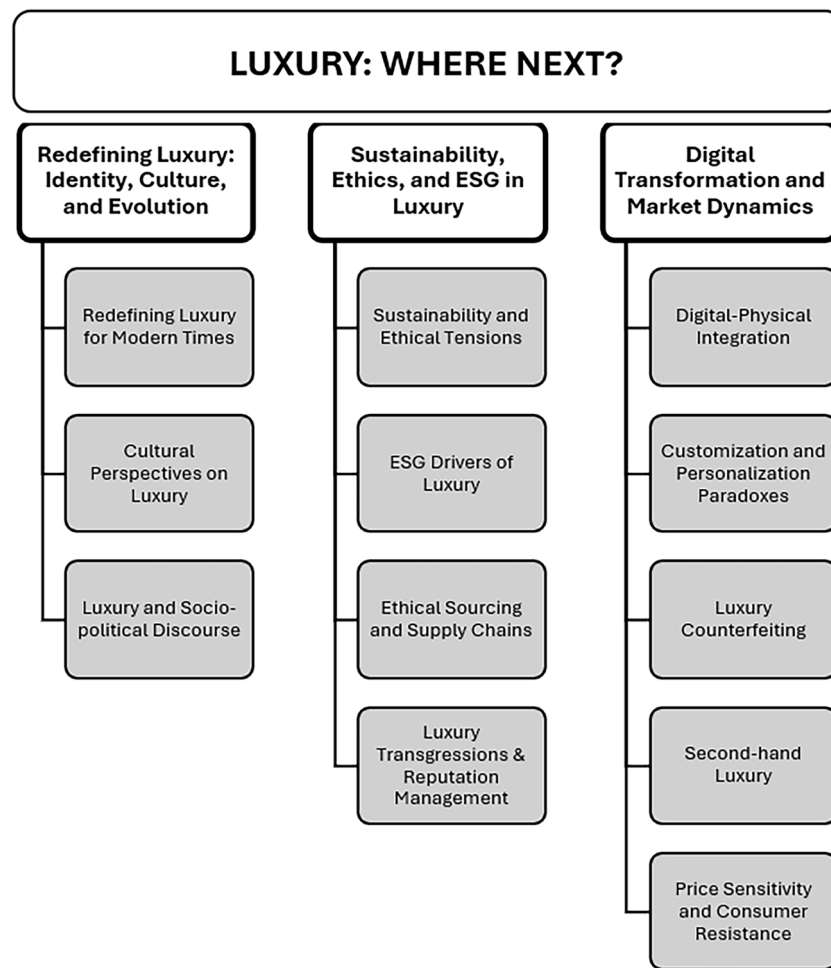 LUXURY: WHERE NEXT?
Redefining Luxury:
Identity, Culture,
and Evolution
Redefining Luxury
for Modern Times
Cultural
Perspectives on
Luxury
Luxury and Socio-
political Discourse
Sustainability,
Ethics, and ESG in
Luxury
Sustainability and
Ethical Tensions
ESG Drivers of
Luxury
Ethical Sourcing
and Supply Chains
Luxury
Transgressions &
Reputation
Management
Digital
Transformation and
Market Dynamics
Digital-Physical
Integration
Customization and
Personalization
Paradoxes
Luxury
Counterfeiting
Second-hand
Luxury
Price Sensitivity
and Consumer
Resistance